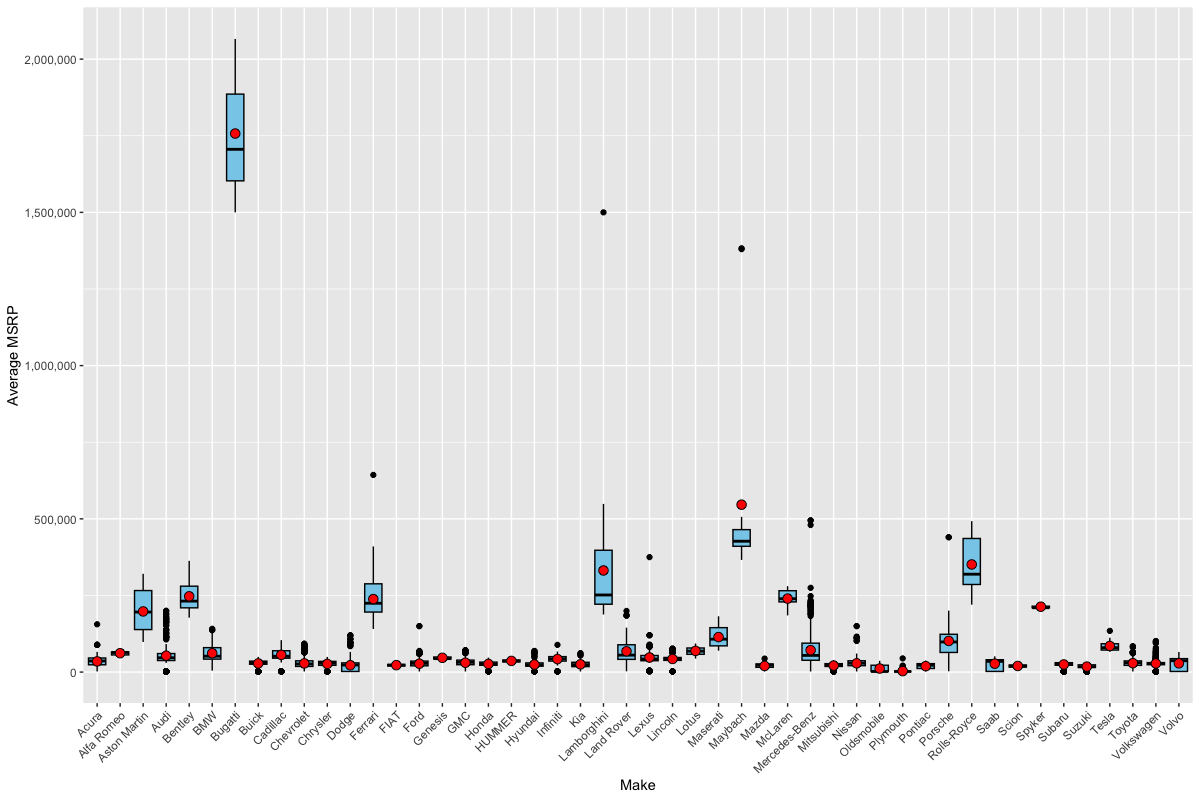 2,000,000
1,500,000
1,000,000
500,000
0
Average MSRP
Acura
Alfa Romeo
Aston Martin
Audi
Bentley
BMW
Bugatti
Buick
Cadillac
Chevrolet
Chrysler
Dodge
Ferrari
FIAT
Ford
Genesis
GMC
Honda
HUMMER
Hyundai
Infiniti
Kia
Lamborghini
Land Rover
Lexus
Lincoln
Lotus
Maserati
Maybach
Mazda
McLaren
Mercedes-Benz
Mitsubishi
Nissan
Oldsmobile
Plymouth
Pontiac
Porsche
Rolls-Royce
Saab
Scion
Spyker
Subaru
Suzuki
Tesla
Toyota
Volkswagen
Volvo
Make